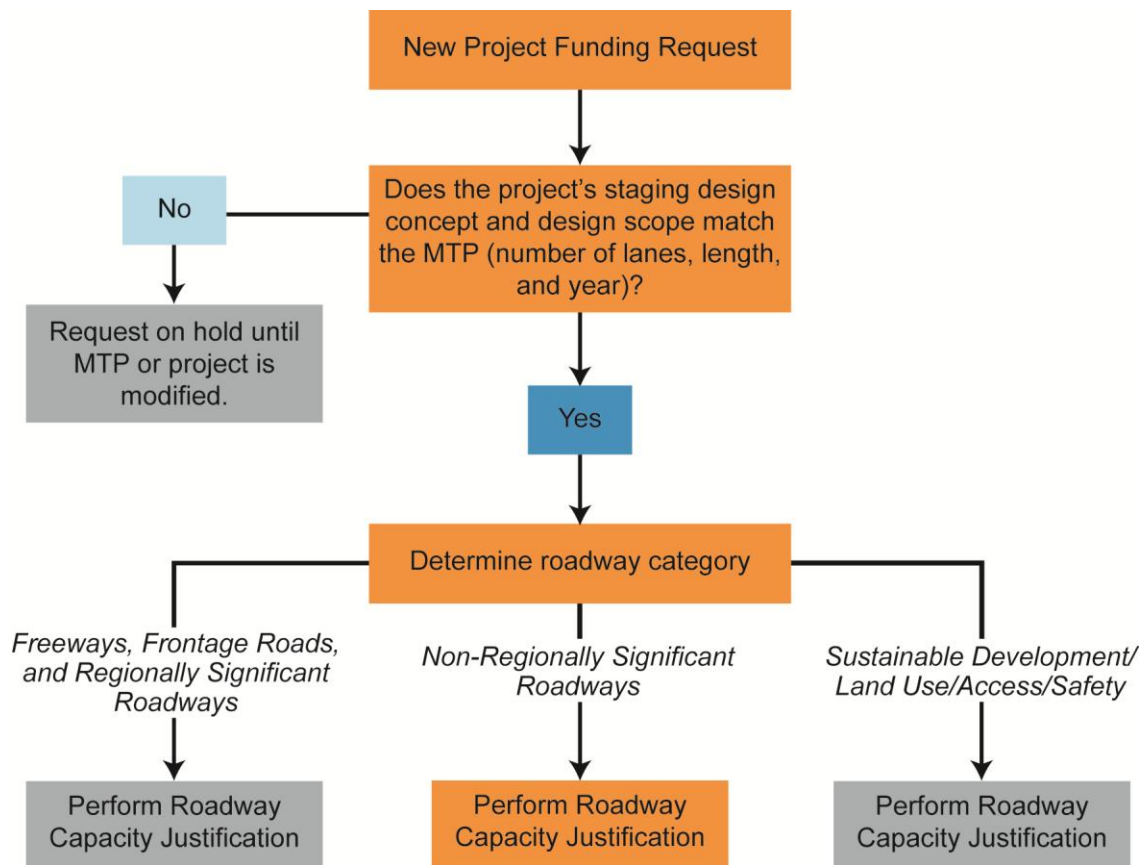 New Project Funding Request
Does the project's staging design
concept and design scope match
the MTP (number of lanes, length,
and year)?
No
Request on hold until
MTP or project is
modified.
Yes
Determine roadway category
Freeways, Frontage Roads,
and Regionally Significant
Roadways
Non-Regionally Significant
Roadways
Sustainable Development/
Land Use/Access/Safety
Perform Roadway
Capacity Justification
Perform Roadway
Capacity Justification
Perform Roadway
Capacity Justification